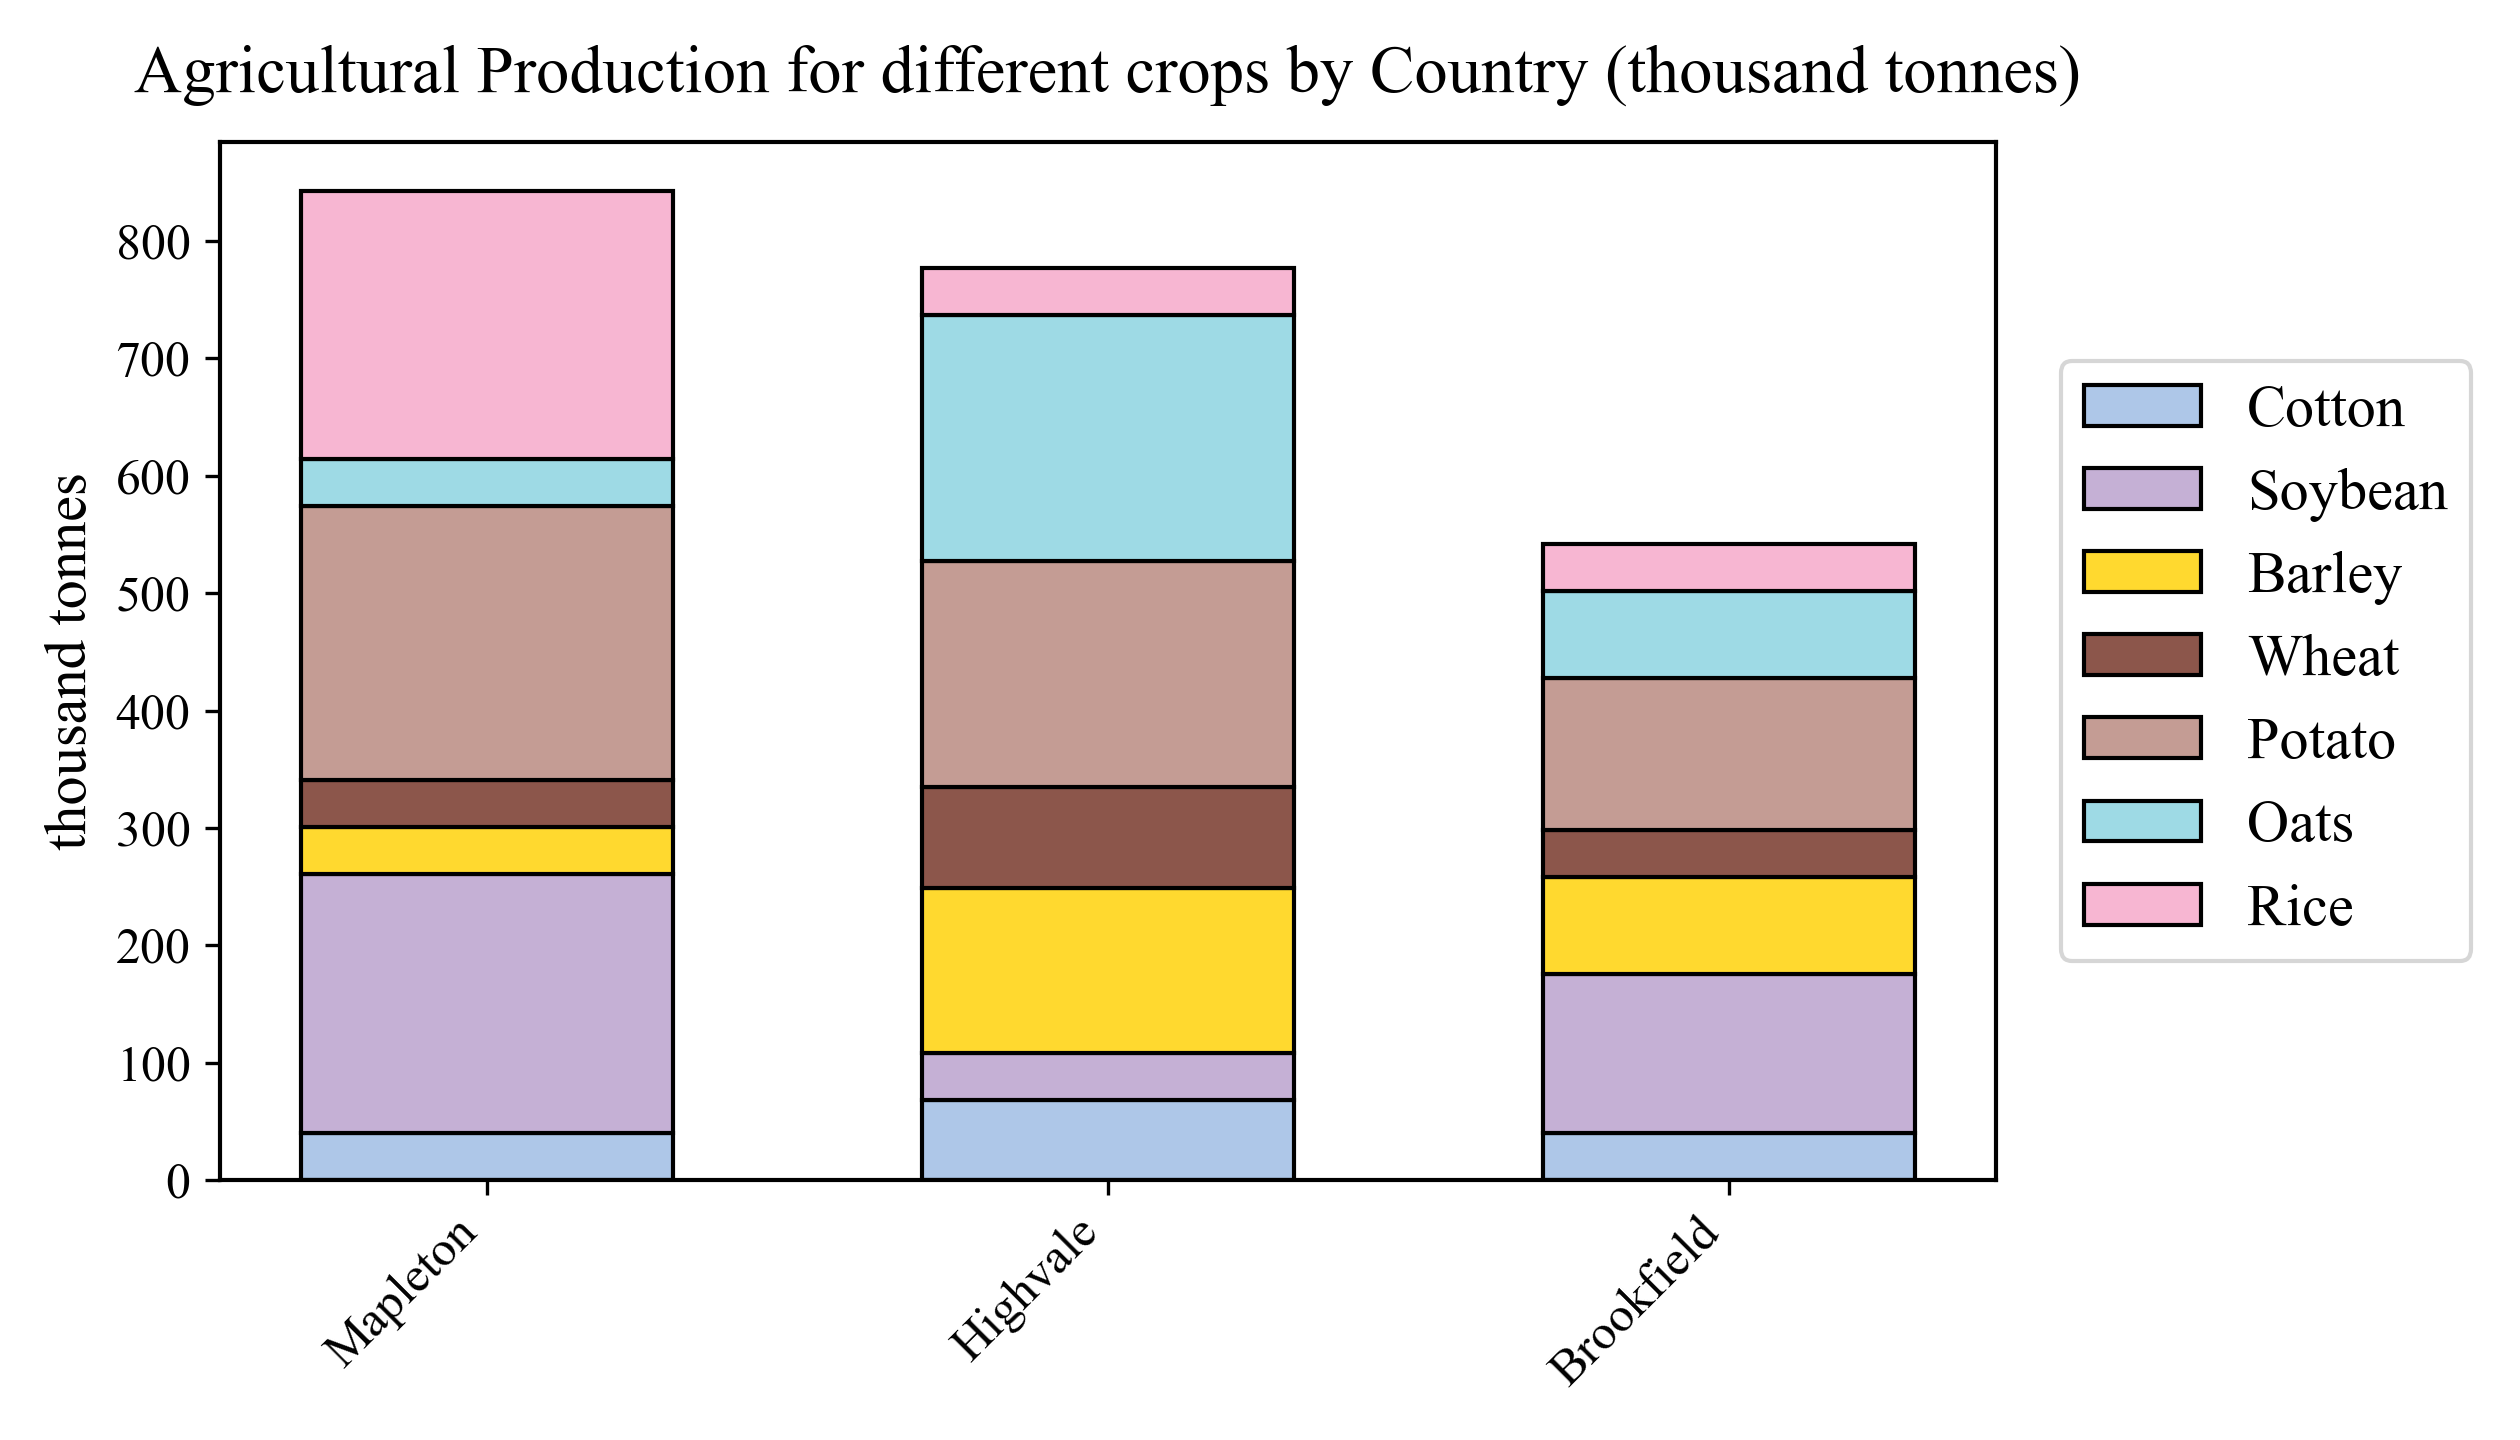 Agricultural Production for different crops by Country (thousand tonnes)
thousand tonnes
800
700
600
500
400
300
200
100
0
Mapleton
Highvale
Brookfield
Cotton
Soybean
Barley
Wheat
Potato
Oats
Rice